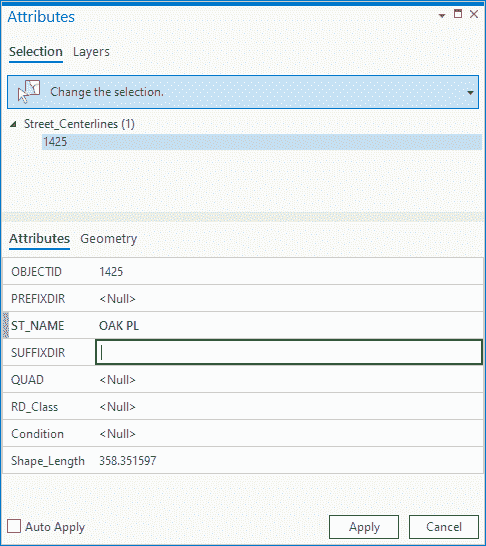 Attributes
Selection Layers
Change the selection.
Street_Centerlines (1)
1425
Attributes Geometry
OBJECTID 1425
PREFIXDIR <Null>
ST_NAME OAK PL
SUFFIXDIR
QUAD <Null>
RD_Class <Null>
Condition <Null>
Shape_Length 358.351597
Auto Apply Apply Cancel